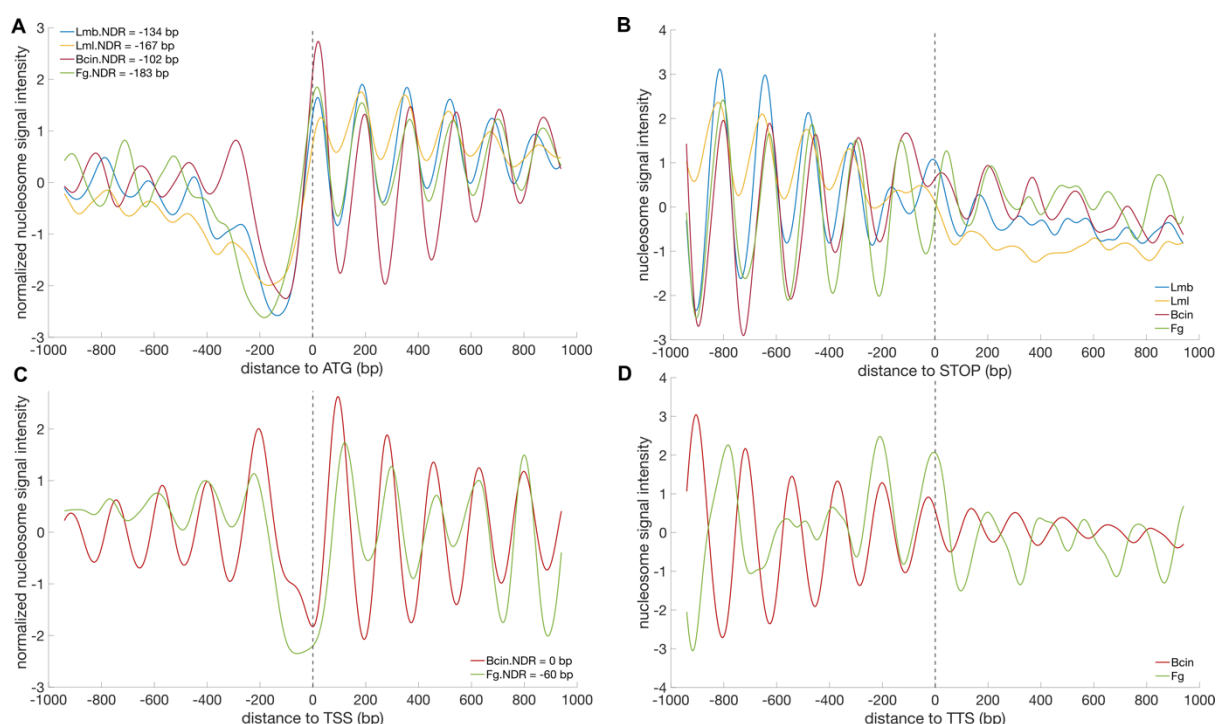 A
Lmb.NDR = -134 bp
Lml.NDR = -167 bp
Bcin.NDR = -102 bp
Fg.NDR = -183 bp
normalized nucleosome signal intensity
3
2
1
0
-1
-2
-3
-1000 -800 -600 -400 -200 0 200 400 600 800 1000
distance to ATG (bp)
B
nucleosome signal intensity
4
3
2
1
0
-1
-2
-3
Lmb
Lml
Bcin
Fg
-1000 -800 -600 -400 -200 0 200 400 600 800 1000
distance to STOP (bp)
C
normalized nucleosome signal intensity
2
1
0
-1
-2
-3
Bcin.NDR = 0 bp
Fg.NDR = -60 bp
-1000 -800 -600 -400 -200 0 200 400 600 800 1000
distance to TSS (bp)
D
nucleosome signal intensity
4
3
2
1
0
-1
-2
-3
-4
Bcin
Fg
-1000 -800 -600 -400 -200 0 200 400 600 800 1000
distance to TTS (bp)